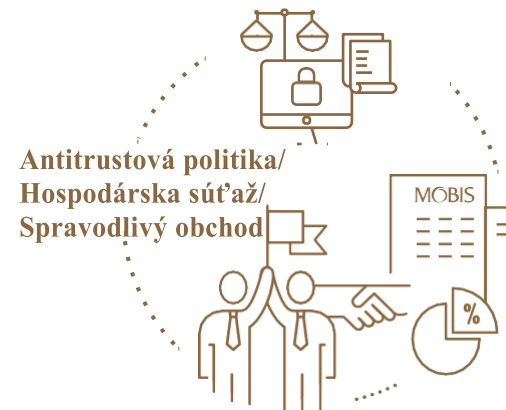 Antitrustová politika/
Hospodárska súťaž/
Spravodlivý obchod
MOBIS
%